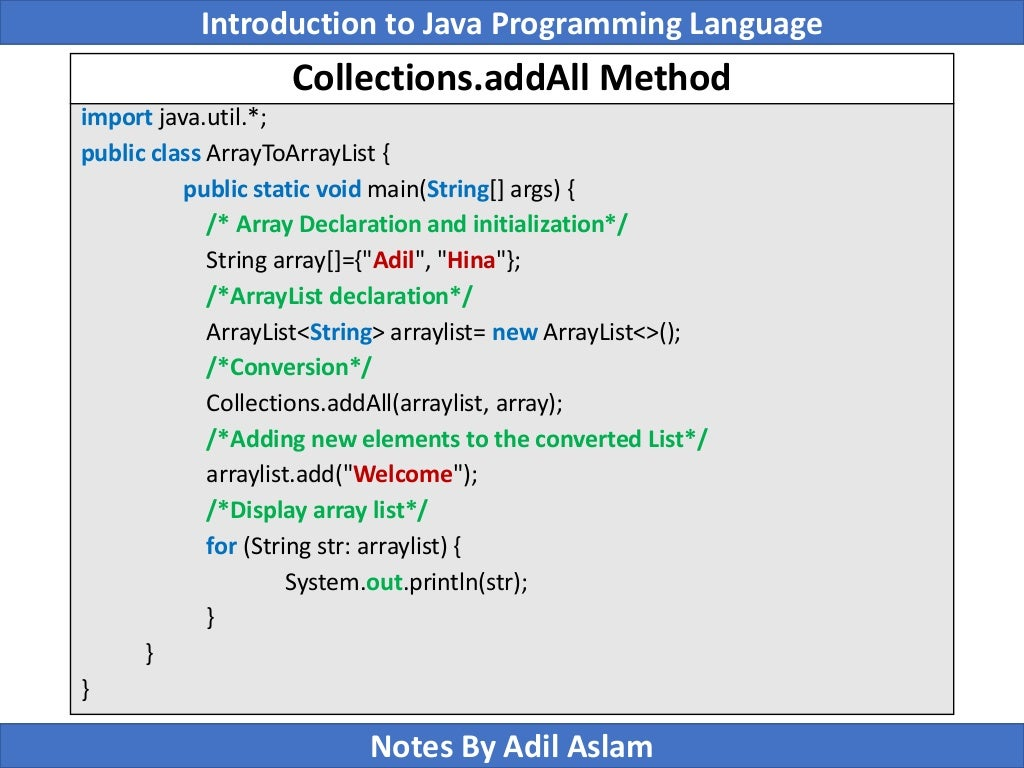 Introduction to Java Programming Language
Collections.addAll Method
import java.util.*;
public class ArrayToArrayList {
public static void main(String[] args) {
/* Array Declaration and initialization*/
String array[]={"Adil", "Hina"};
/*ArrayList declaration*/
ArrayList<String> arraylist= new ArrayList<>();
/*Conversion*/
Collections.addAll(arraylist, array);
/*Adding new elements to the converted List*/
arraylist.add("Welcome");
/*Display array list*/
for (String str: arraylist) {
System.out.println(str);
}
}
}
Notes By Adil Aslam